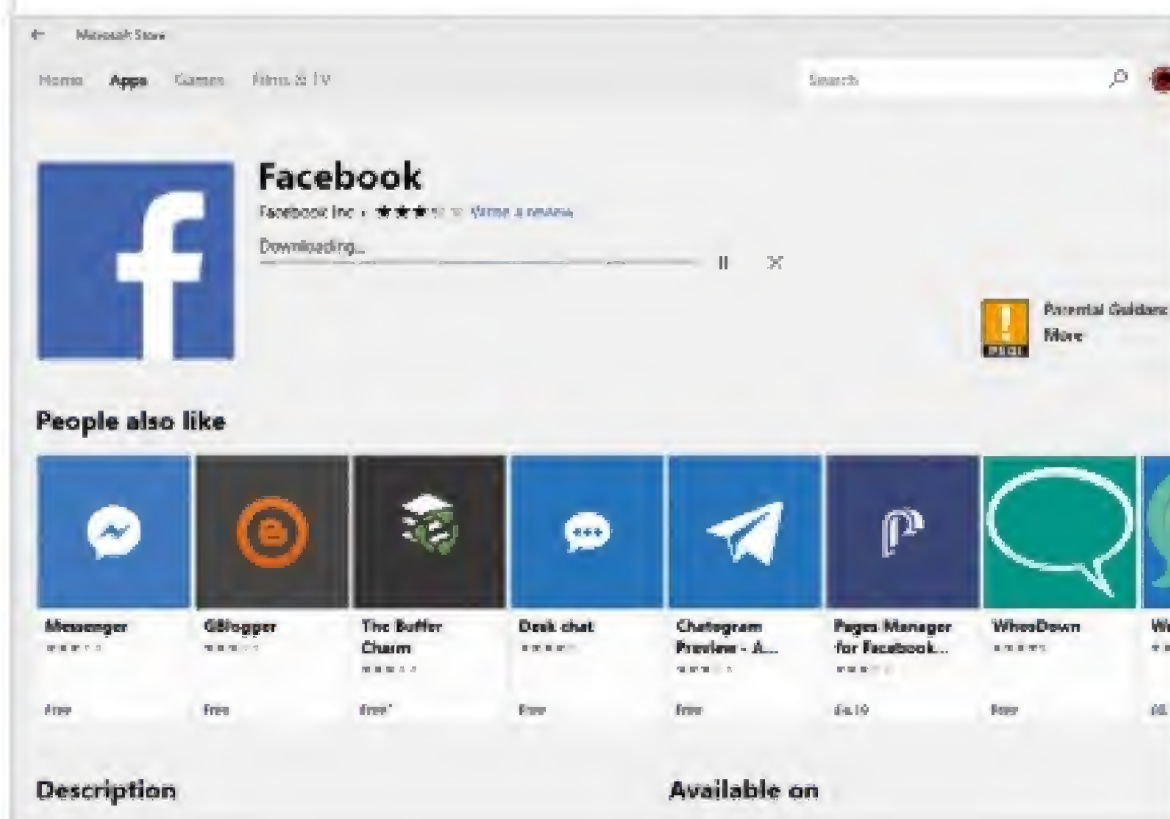 Microsoft Store
Home Apps Games Films & TV
Search
Facebook
Facebook Inc • Write a review
Downloading...
Parental Guidanc
More
People also like
Messenger GBlogger The Buffer Desk chat Chatogram Pages Manager WhosDown
Charm Preview - A... for Facebook...
Free Free Free Free Free Free
Description Available on